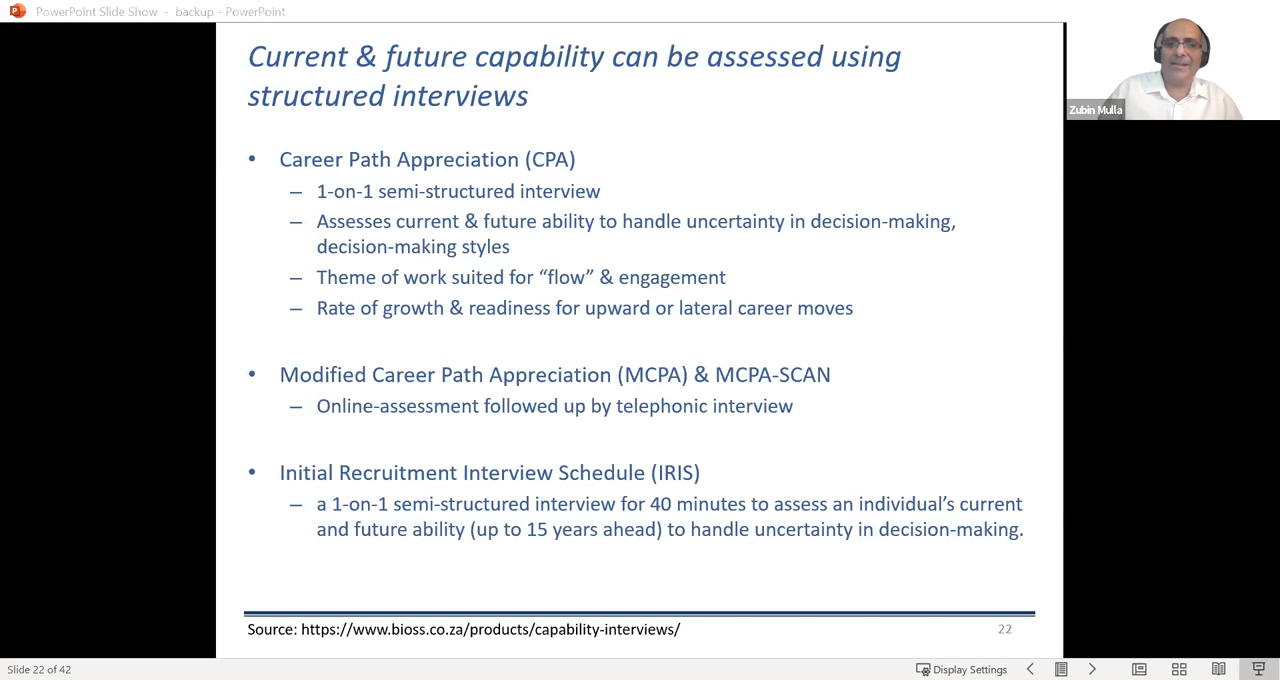 PowerPoint Slide Show - backup - PowerPoint
Current & future capability can be assessed using
structured interviews
Zubin Mulla
• Career Path Appreciation (CPA)
– 1-on-1 semi-structured interview
– Assesses current & future ability to handle uncertainty in decision-making,
decision-making styles
– Theme of work suited for “flow” & engagement
– Rate of growth & readiness for upward or lateral career moves
• Modified Career Path Appreciation (MCPA) & MCPA-SCAN
– Online-assessment followed up by telephonic interview
• Initial Recruitment Interview Schedule (IRIS)
– a 1-on-1 semi-structured interview for 40 minutes to assess an individual’s current
and future ability (up to 15 years ahead) to handle uncertainty in decision-making.
Source: https://www.bioss.co.za/products/capability-interviews/
22
Slide 22 of 42
Display Settings